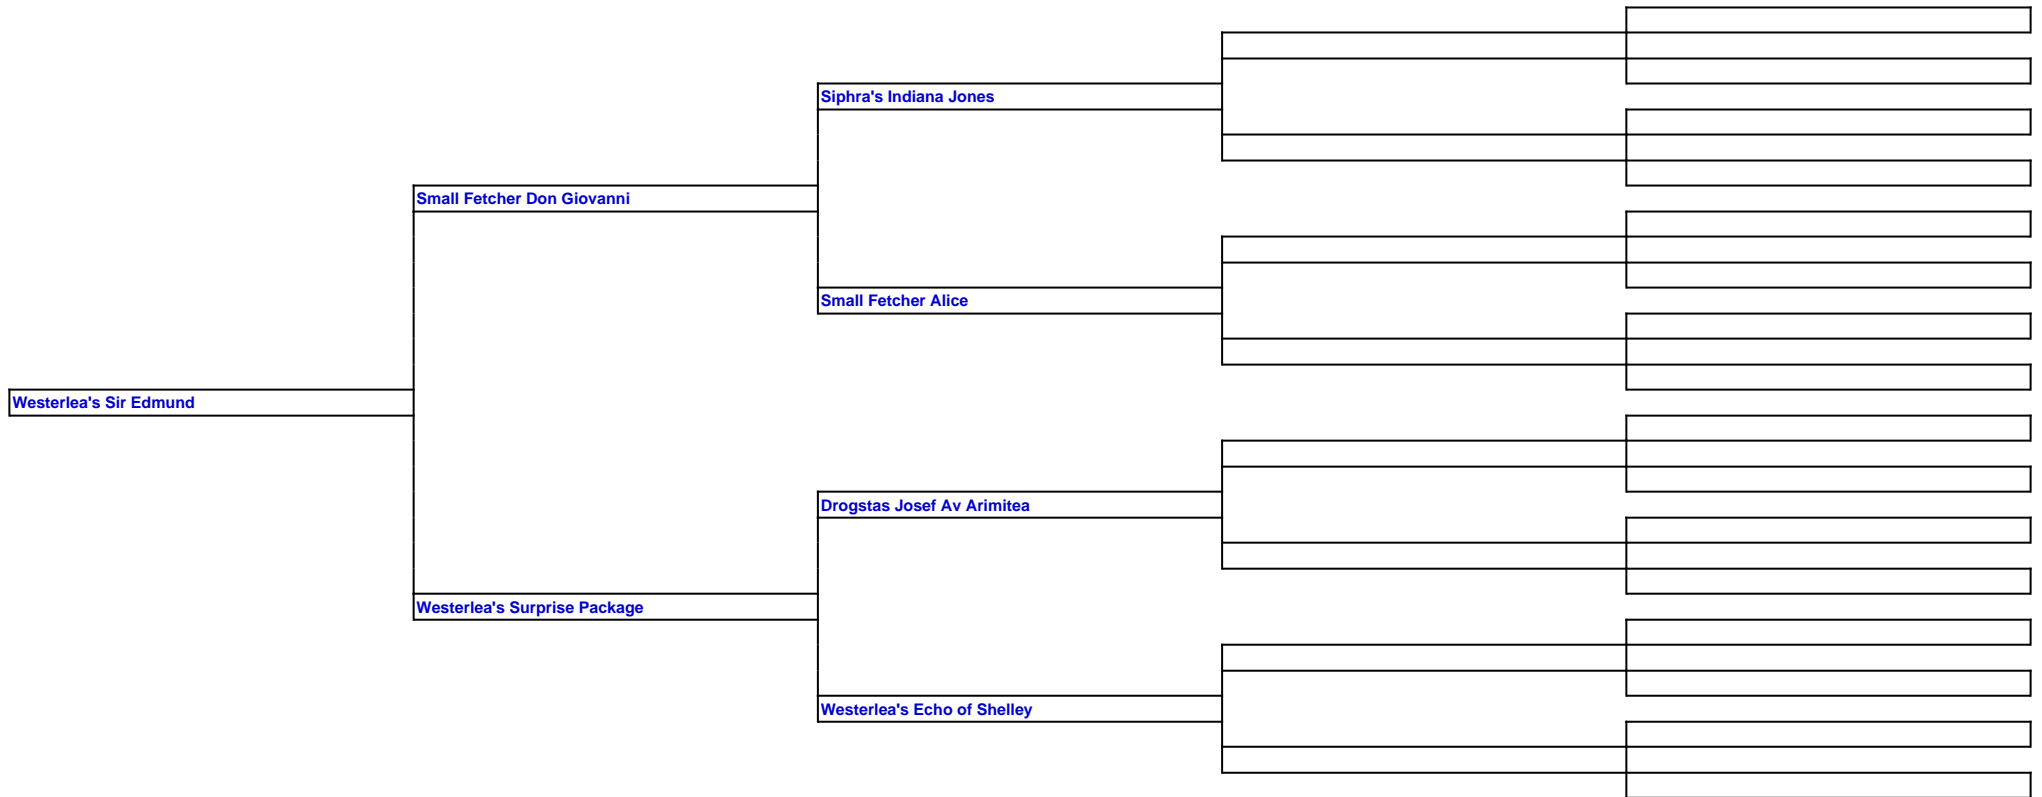 Siphra's Indiana Jones
Small Fetcher Don Giovanni
Small Fetcher Alice
Westerlea's Sir Edmund
Drogstas Josef Av Arimitea
Westerlea's Surprise Package
Westerlea's Echo of Shelley